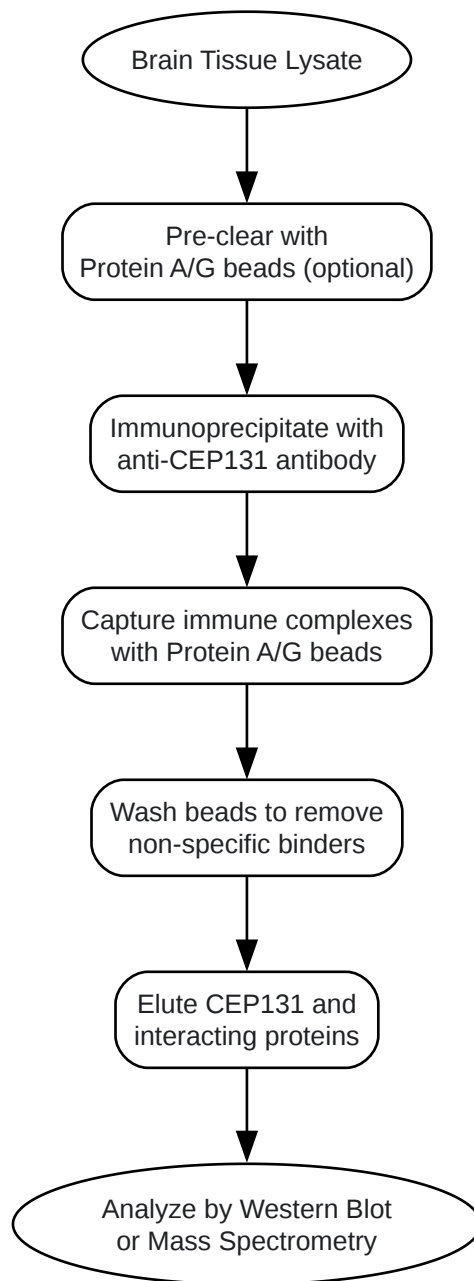 Brain Tissue Lysate
Pre-clear with
Protein A/G beads (optional)
Immunoprecipitate with
anti-CEP131 antibody
Capture immune complexes
with Protein A/G beads
Wash beads to remove
non-specific binders
Elute CEP131 and
interacting proteins
Analyze by Western Blot
or Mass Spectrometry